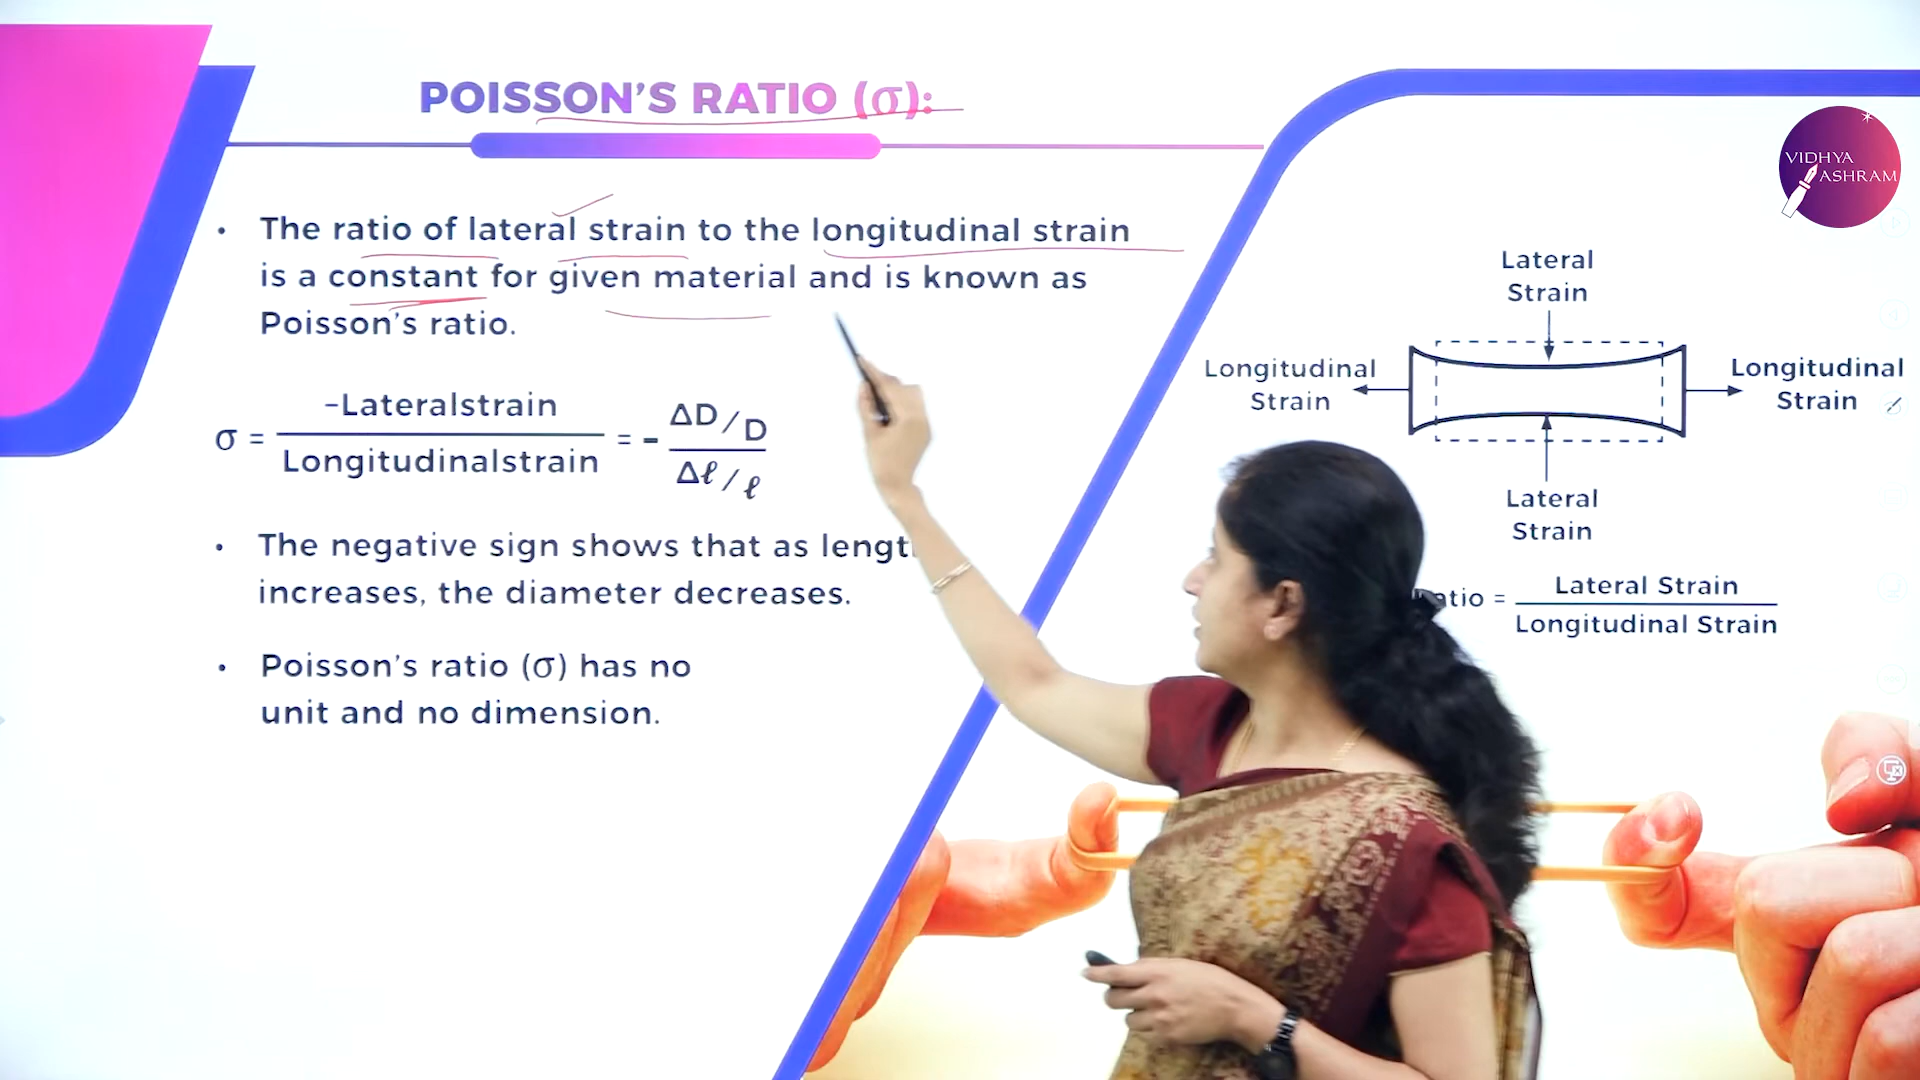 POISSON'S RATIO (σ):
• The ratio of lateral strain to the longitudinal strain
is a constant for given material and is known as
Poisson's ratio.
σ = -Lateralstrain / Longitudinalstrain = - ΔD/D / Δℓ/ℓ
• The negative sign shows that as
increases, the diameter decreases.
• Poisson's ratio (σ) has no
unit and no dimension.
VIDHYA
ASHRAM
Lateral
Strain
Longitudinal
Strain
Longitudinal
Strain
Lateral
Strain
= Lateral Strain / Longitudinal Strain